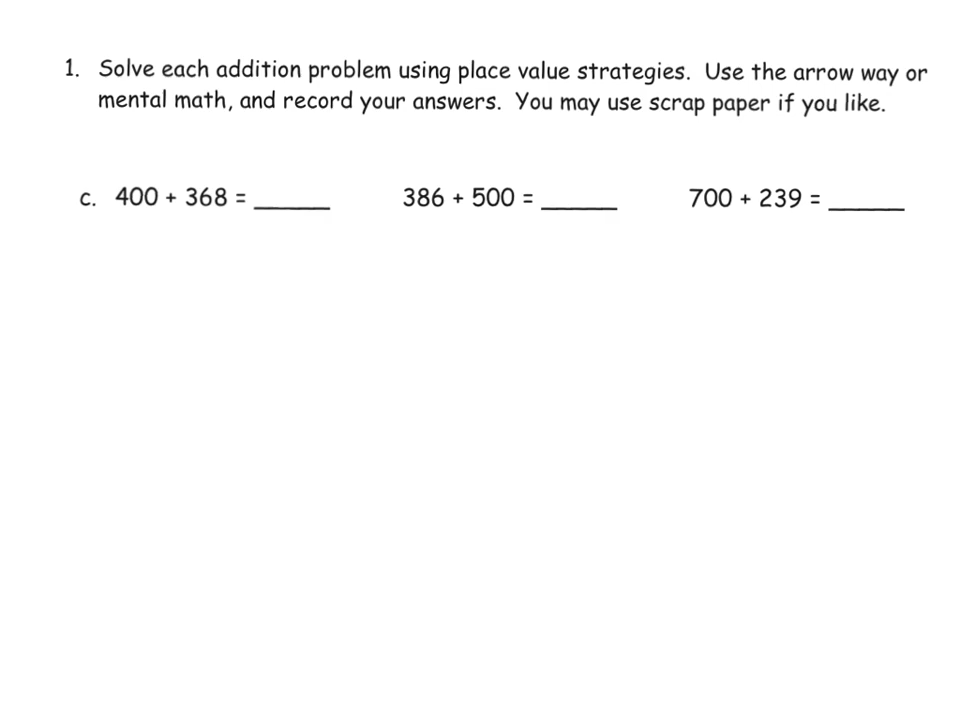 1. Solve each addition problem using place value strategies. Use the arrow way or
mental math, and record your answers. You may use scrap paper if you like.
c. 400 + 368 = ______ 386 + 500 = ______ 700 + 239 = ______